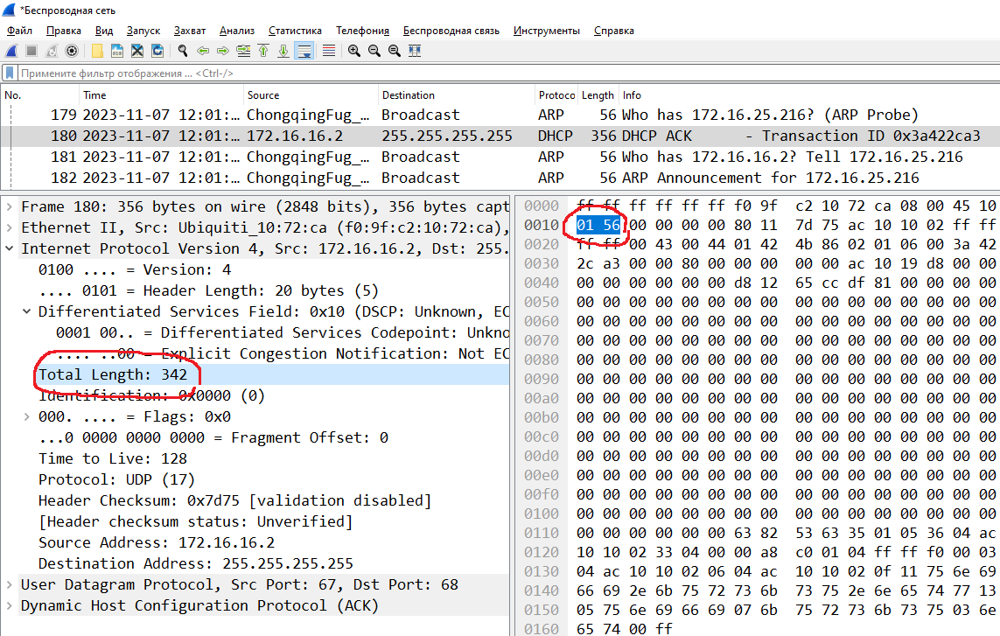 *Беспроводная сеть
Файл Правка Вид Запуск Захват Анализ Статистика Телефония Беспроводная связь Инструменты Справка
Примените фильтр отображения ... <Ctrl-/>
No. Time Source Destination Protoco Length Info
179 2023-11-07 12:01:… ChongqingFug_… Broadcast ARP 56 Who has 172.16.25.216? (ARP Probe)
180 2023-11-07 12:01:… 172.16.16.2 255.255.255.255 DHCP 356 DHCP ACK - Transaction ID 0x3a422ca3
181 2023-11-07 12:01:… ChongqingFug_… Broadcast ARP 56 Who has 172.16.16.2? Tell 172.16.25.216
182 2023-11-07 12:01:… ChongqingFug_… Broadcast ARP 56 ARP Announcement for 172.16.25.216
Frame 180: 356 bytes on wire (2848 bits), 356 bytes capt
Ethernet II, Src: Ubiquiti_10:72:ca (f0:9f:c2:10:72:ca),
Internet Protocol Version 4, Src: 172.16.16.2, Dst: 255.
0100 .... = Version: 4
.... 0101 = Header Length: 20 bytes (5)
Differentiated Services Field: 0x10 (DSCP: Unknown, EC
0001 00.. = Differentiated Services Codepoint: Unkno
.... ..00 = Explicit Congestion Notification: Not EC
Total Length: 342
Identification: 0x0000 (0)
000. .... = Flags: 0x0
...0 0000 0000 0000 = Fragment Offset: 0
Time to Live: 128
Protocol: UDP (17)
Header Checksum: 0x7d75 [validation disabled]
[Header checksum status: Unverified]
Source Address: 172.16.16.2
Destination Address: 255.255.255.255
User Datagram Protocol, Src Port: 67, Dst Port: 68
Dynamic Host Configuration Protocol (ACK)
0000 ff ff ff ff ff ff f0 9f c2 10 72 ca 08 00 45 10
0010 01 56 00 00 00 00 80 11 7d 75 ac 10 10 02 ff ff
0020 ff ff 00 43 00 44 01 42 4b 86 02 01 06 00 3a 42
0030 2c a3 00 00 80 00 00 00 00 00 ac 10 19 d8 00 00
0040 00 00 00 00 00 00 d8 12 65 cc df 81 00 00 00 00
0050 00 00 00 00 00 00 00 00 00 00 00 00 00 00 00 00
0060 00 00 00 00 00 00 00 00 00 00 00 00 00 00 00 00
0070 00 00 00 00 00 00 00 00 00 00 00 00 00 00 00 00
0080 00 00 00 00 00 00 00 00 00 00 00 00 00 00 00 00
0090 00 00 00 00 00 00 00 00 00 00 00 00 00 00 00 00
00a0 00 00 00 00 00 00 00 00 00 00 00 00 00 00 00 00
00b0 00 00 00 00 00 00 00 00 00 00 00 00 00 00 00 00
00c0 00 00 00 00 00 00 00 00 00 00 00 00 00 00 00 00
00d0 00 00 00 00 00 00 00 00 00 00 00 00 00 00 00 00
00e0 00 00 00 00 00 00 00 00 00 00 00 00 00 00 00 00
00f0 00 00 00 00 00 00 00 00 00 00 00 00 00 00 00 00
0100 00 00 00 00 00 00 00 00 00 00 00 00 00 00 00 00
0110 00 00 00 00 00 00 63 82 53 63 35 01 05 36 04 ac
0120 10 10 02 33 04 00 00 a8 c0 01 04 ff ff f0 00 03
0130 04 ac 10 10 02 06 04 ac 10 10 02 0f 11 75 6e 69
0140 66 69 2e 6b 75 72 73 6b 73 75 2e 6e 65 74 77 13
0150 05 75 6e 69 66 69 07 6b 75 72 73 6b 73 75 03 6e
0160 65 74 00 ff